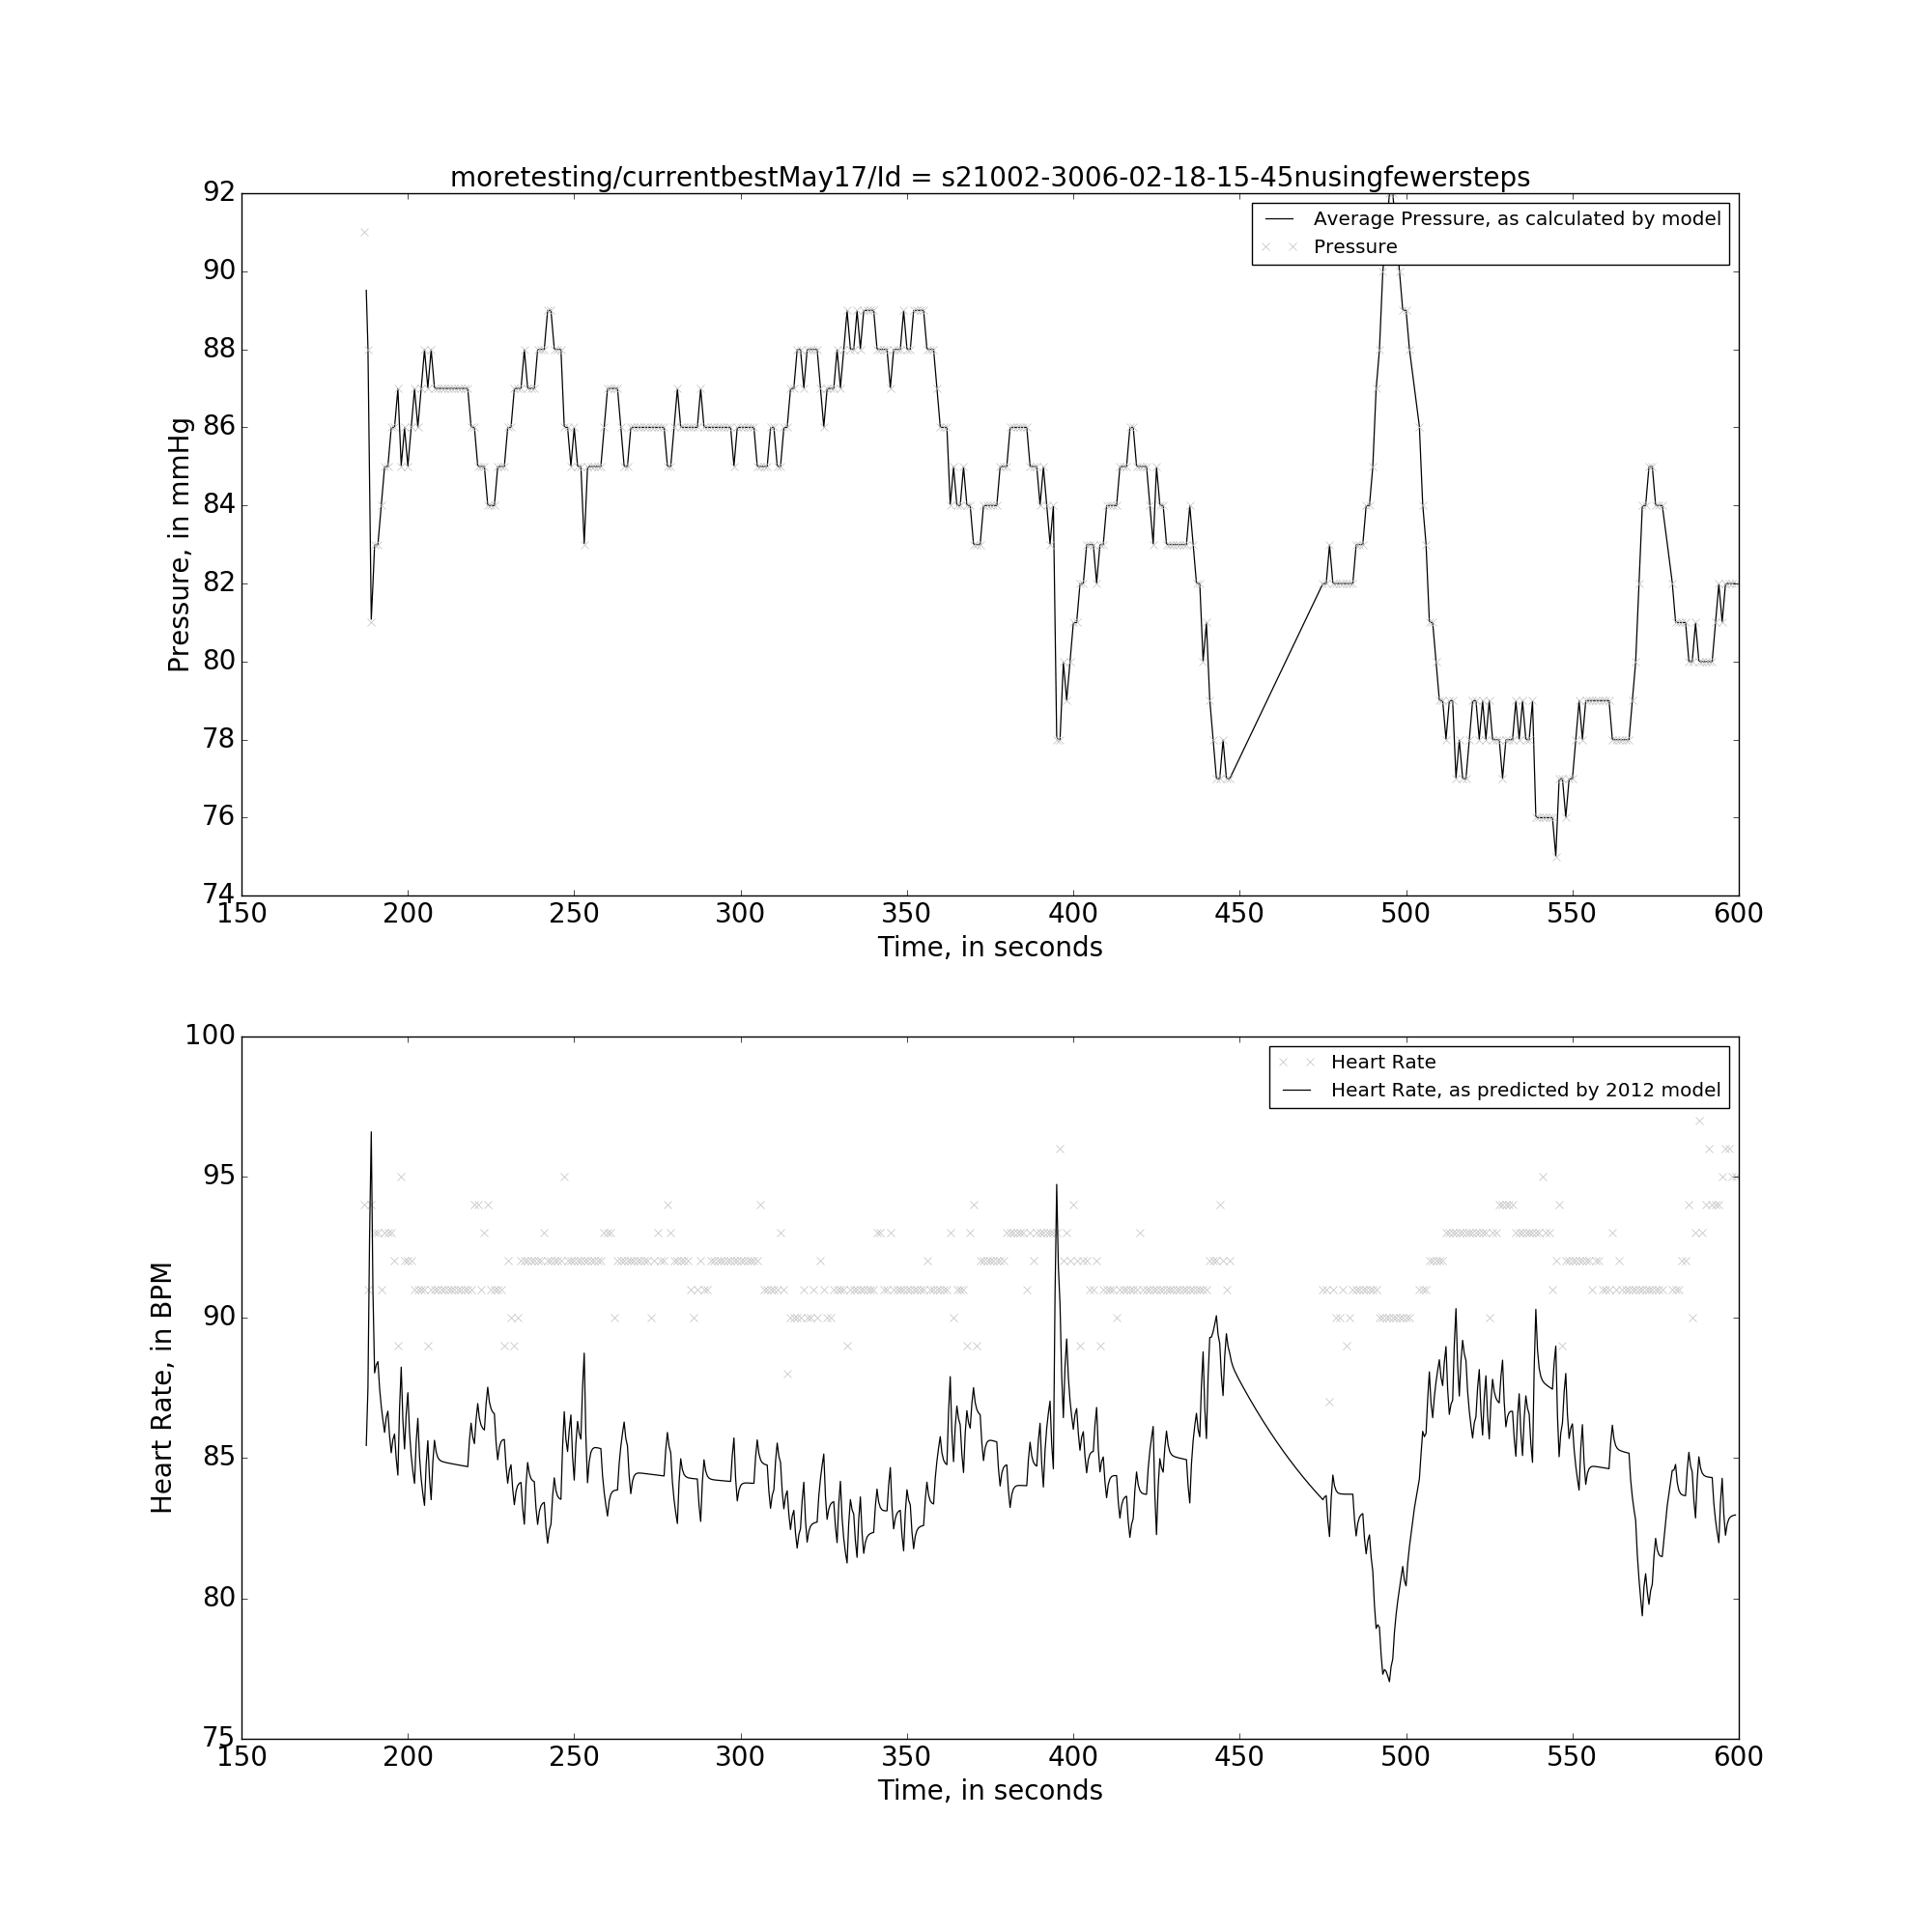 moretesting/currentbestMay17/Id = s21002-3006-02-18-15-45nusingfewersteps
92
90
88
86
84
82
80
78
76
74
Pressure, in mmHg
Average Pressure, as calculated by model
Pressure
150 200 250 300 350 400 450 500 550 600
Time, in seconds
100
95
90
85
80
75
Heart Rate, in BPM
Heart Rate
Heart Rate, as predicted by 2012 model
150 200 250 300 350 400 450 500 550 600
Time, in seconds